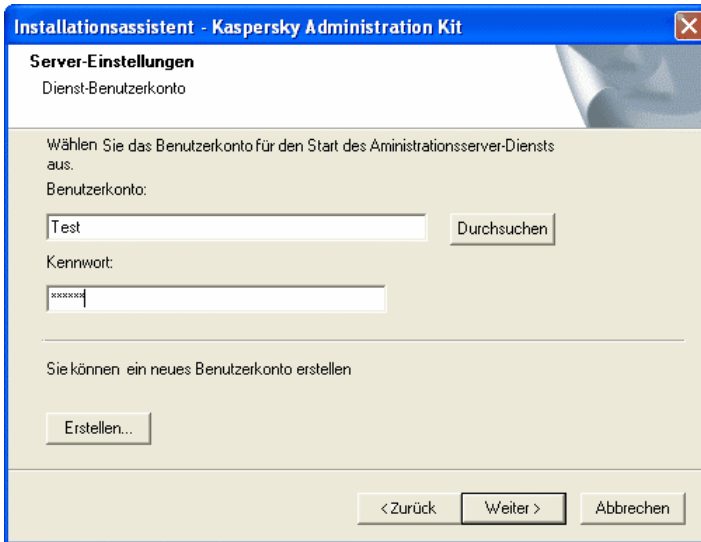 Installationsassistent - Kaspersky Administration Kit
Server-Einstellungen
Dienst-Benutzerkonto
Wählen Sie das Benutzerkonto für den Start des Aministrationsserver-Diensts
aus.
Benutzerkonto:
Test
Durchsuchen
Kennwort:
******
Sie können ein neues Benutzerkonto erstellen
Erstellen...
< Zurück
Weiter >
Abbrechen